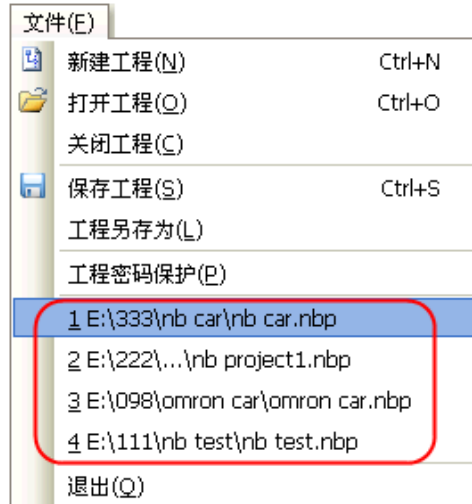 文件(F)
新建工程(N) Ctrl+N
打开工程(O) Ctrl+O
关闭工程(C)
保存工程(S) Ctrl+S
工程另存为(L)
工程密码保护(P)
1 E:\333\nb car\nb car.nbp
2 E:\222\...\nb project1.nbp
3 E:\098\omron car\omron car.nbp
4 E:\111\nb test\nb test.nbp
退出(Q)